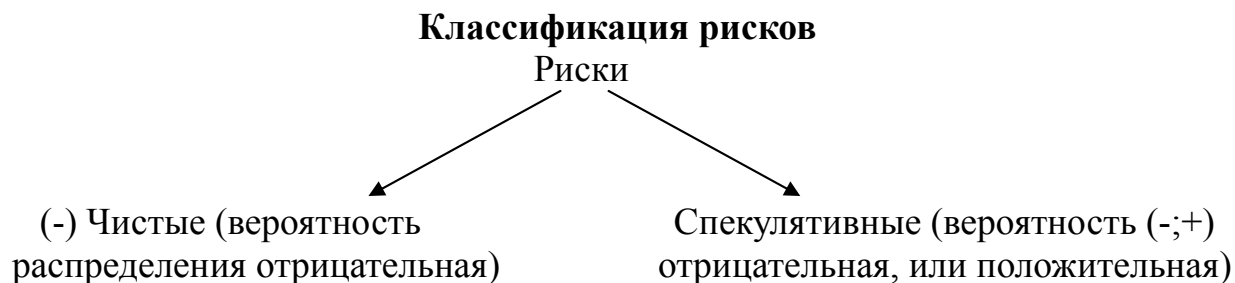 Классификация рисков
Риски
(-) Чистые (вероятность распределения отрицательная)
Спекулятивные (вероятность (-;+) отрицательная, или положительная)